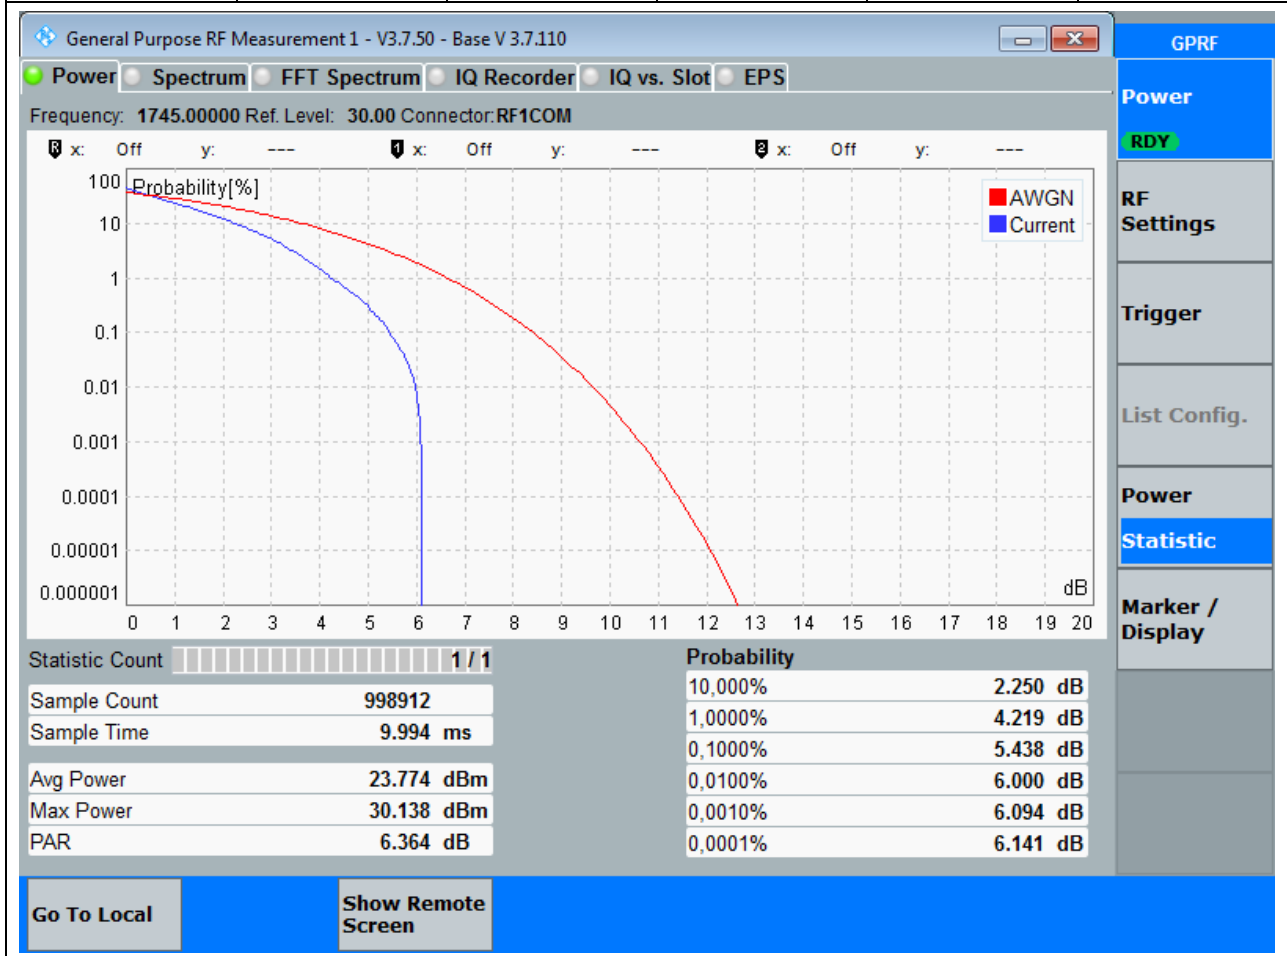 General Purpose RF Measurement 1 - V3.7.50 - Base V 3.7.110
GPRF
Power Spectrum FFT Spectrum IQ Recorder IQ vs. Slot EPS
Power
RDY
Frequency: 1745.00000 Ref. Level: 30.00 Connector:RF1COM
R x: Off y: --- 1 x: Off y: --- 2 x: Off y: ---
Probability[%]
AWGN
Current
100
10
1
0.1
0.01
0.001
0.0001
0.00001
0.000001
dB
0 1 2 3 4 5 6 7 8 9 10 11 12 13 14 15 16 17 18 19 20
RF
Settings
Trigger
List Config.
Power
Statistic
Marker /
Display
Statistic Count 1 / 1
Sample Count 998912
Sample Time 9.994 ms
Avg Power 23.774 dBm
Max Power 30.138 dBm
PAR 6.364 dB
Probability
10,000% 2.250 dB
1,0000% 4.219 dB
0,1000% 5.438 dB
0,0100% 6.000 dB
0,0010% 6.094 dB
0,0001% 6.141 dB
Go To Local
Show Remote
Screen